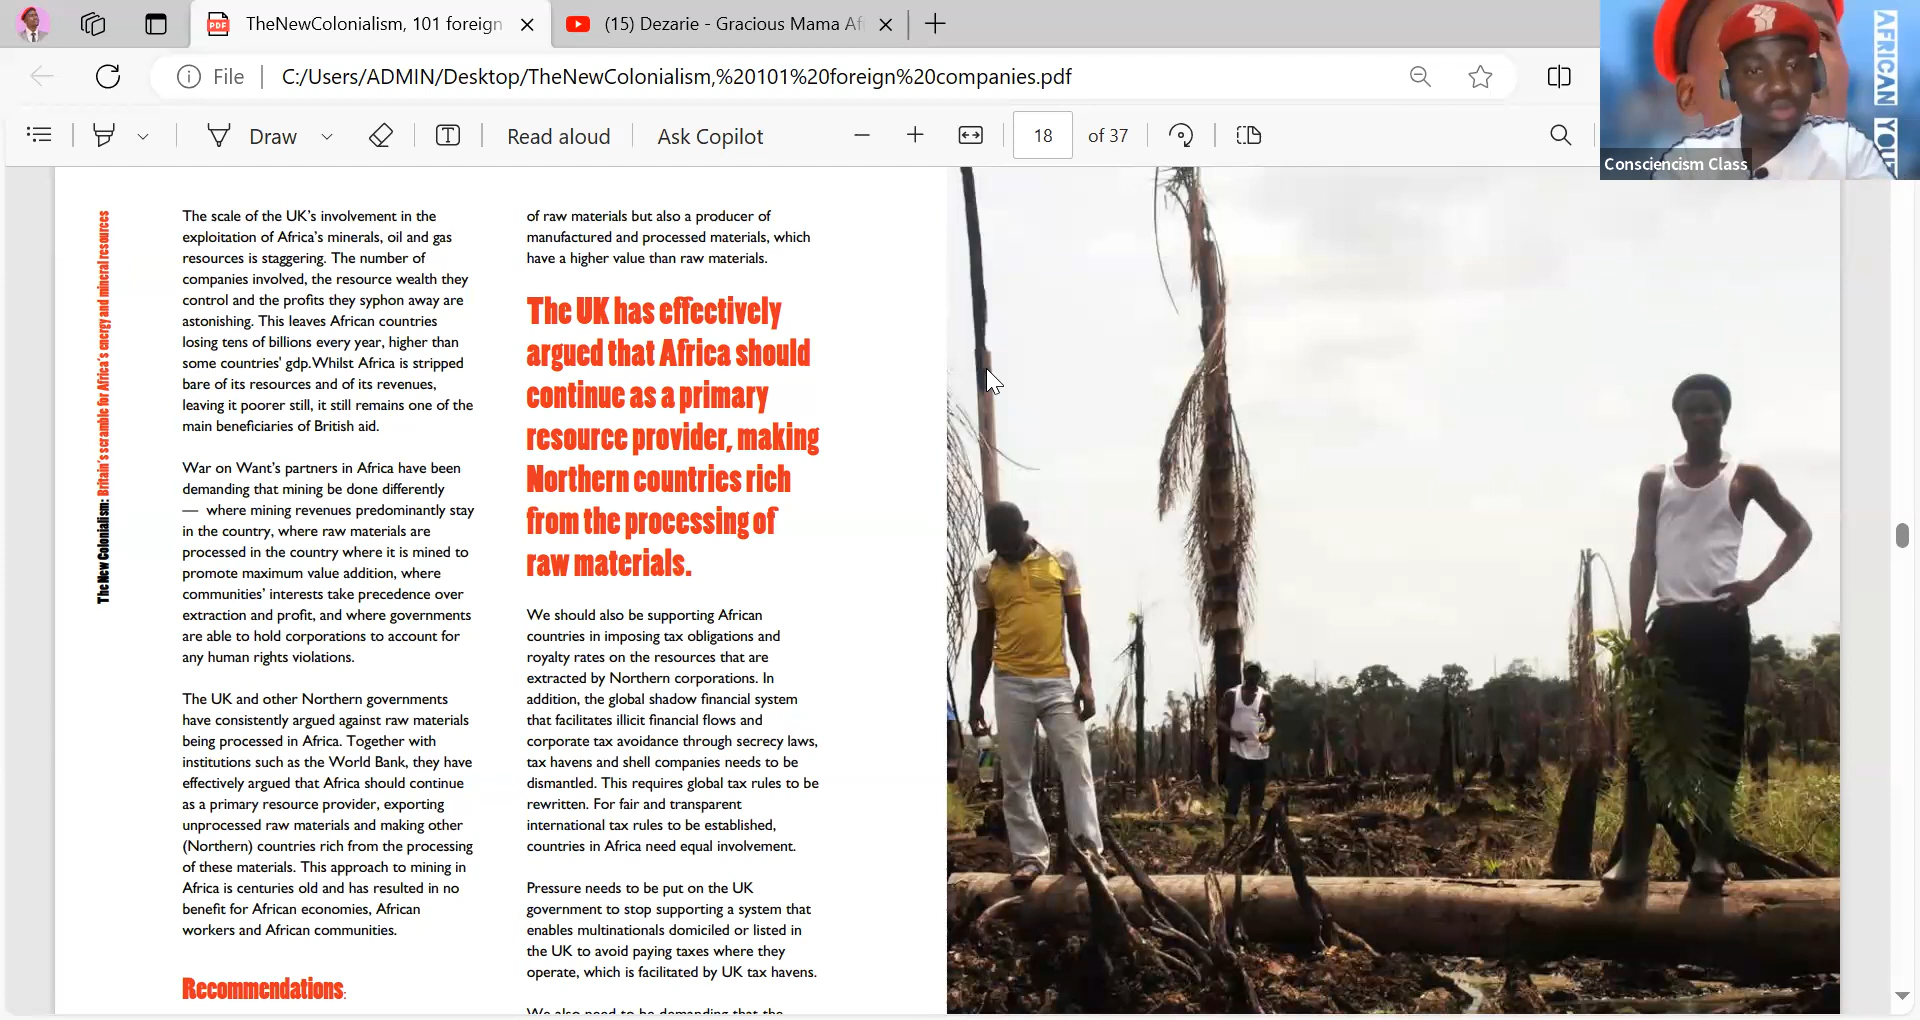 TheNewColonialism, 101 foreign
(15) Dezarie - Gracious Mama Af
File
C:/Users/ADMIN/Desktop/TheNewColonialism,%20101%20foreign%20companies.pdf
Draw
Read aloud
Ask Copilot
18
of 37
AFRICAN YOU
Consciencism Class
The New Colonialism: Britain's scramble for Africa's energy and mineral resources
The scale of the UK's involvement in the
exploitation of Africa's minerals, oil and gas
resources is staggering. The number of
companies involved, the resource wealth they
control and the profits they syphon away are
astonishing. This leaves African countries
losing tens of billions every year, higher than
some countries' gdp.Whilst Africa is stripped
bare of its resources and of its revenues,
leaving it poorer still, it still remains one of the
main beneficiaries of British aid.
War on Want's partners in Africa have been
demanding that mining be done differently
— where mining revenues predominantly stay
in the country, where raw materials are
processed in the country where it is mined to
promote maximum value addition, where
communities' interests take precedence over
extraction and profit, and where governments
are able to hold corporations to account for
any human rights violations.
The UK and other Northern governments
have consistently argued against raw materials
being processed in Africa. Together with
institutions such as the World Bank, they have
effectively argued that Africa should continue
as a primary resource provider, exporting
unprocessed raw materials and making other
(Northern) countries rich from the processing
of these materials. This approach to mining in
Africa is centuries old and has resulted in no
benefit for African economies, African
workers and African communities.
Recommendations:
of raw materials but also a producer of
manufactured and processed materials, which
have a higher value than raw materials.
The UK has effectively
argued that Africa should
continue as a primary
resource provider, making
Northern countries rich
from the processing of
raw materials.
We should also be supporting African
countries in imposing tax obligations and
royalty rates on the resources that are
extracted by Northern corporations. In
addition, the global shadow financial system
that facilitates illicit financial flows and
corporate tax avoidance through secrecy laws,
tax havens and shell companies needs to be
dismantled. This requires global tax rules to be
rewritten. For fair and transparent
international tax rules to be established,
countries in Africa need equal involvement.
Pressure needs to be put on the UK
government to stop supporting a system that
enables multinationals domiciled or listed in
the UK to avoid paying taxes where they
operate, which is facilitated by UK tax havens.
We also need to be demanding that the